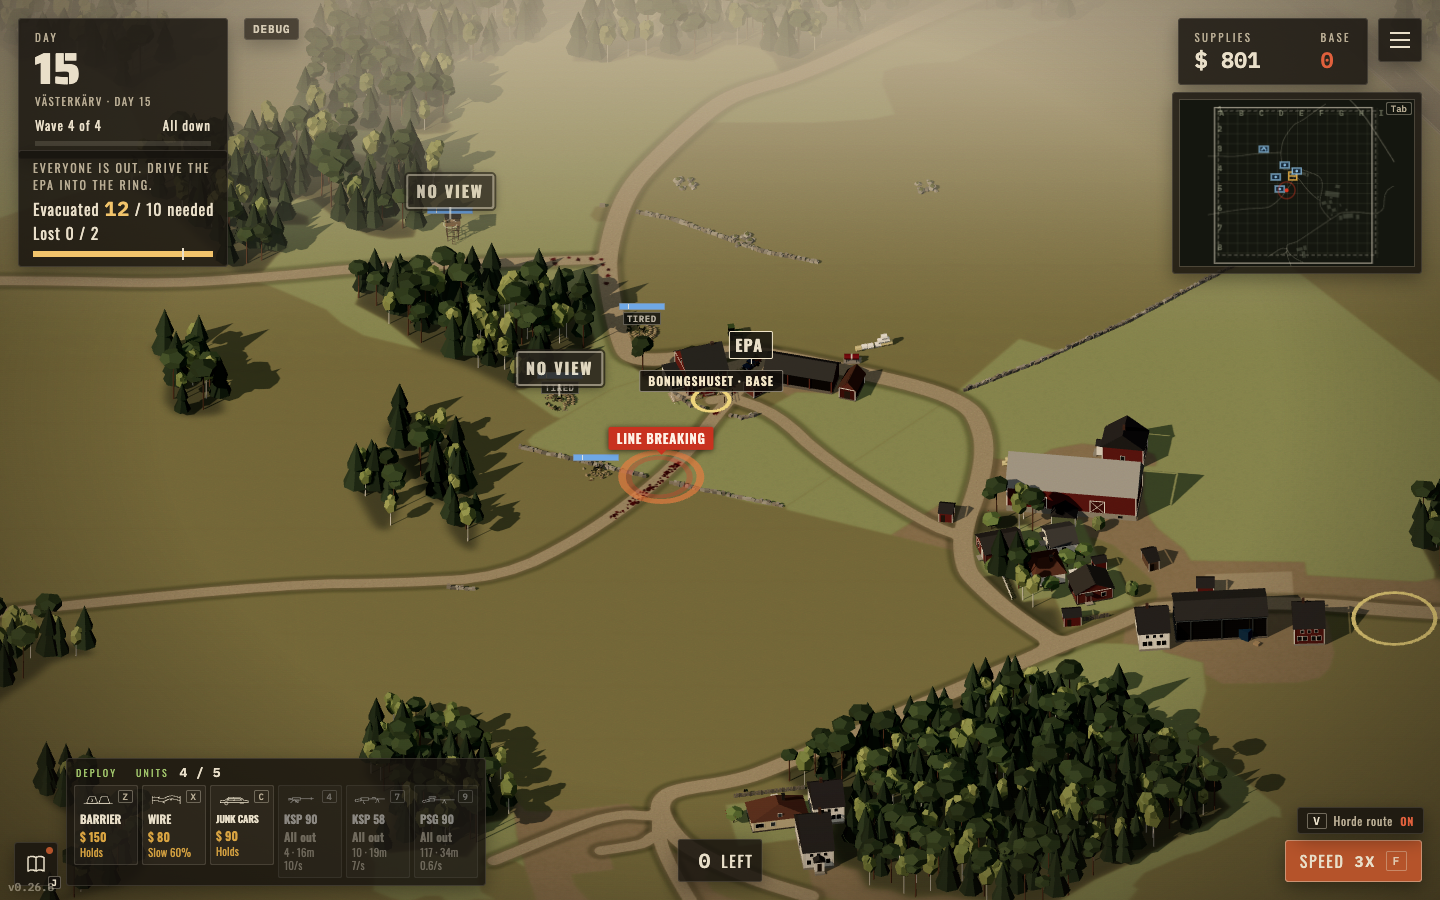 DAY
15
VÄSTERKÄRV · DAY 15
Wave 4 of 4 All down
EVERYONE IS OUT. DRIVE THE
EPA INTO THE RING.
Evacuated 12 / 10 needed
Lost 0 / 2
DEBUG
SUPPLIES BASE
$ 801 0
Tab
NO VIEW
TIRED
EPA
NO VIEW
TIRED
BONINGSHUSET · BASE
LINE BREAKING
DEPLOY UNITS 4 / 5
Z X C 4 7 9
BARRIER WIRE JUNK CARS KSP 90 KSP 58 PSG 90
$ 150 $ 80 $ 90 All out All out All out
Holds Slow 60% Holds 4 · 16m 10 · 19m 117 · 34m
10/s 7/s 0.6/s
J
0 LEFT
V Horde route ON
SPEED 3X F